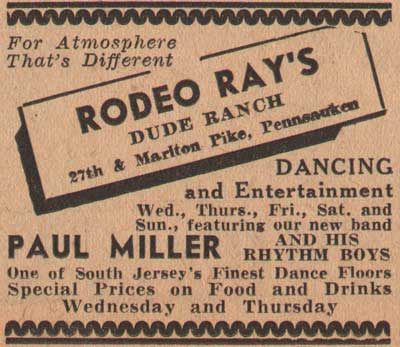 For Atmosphere
That's Different
RODEO RAY'S
DUDE RANCH
27th & Marlton Pike, Pennsauken
DANCING
and Entertainment
Wed., Thurs., Fri., Sat. and
Sun., featuring our new band
PAUL MILLER AND HIS
RHYTHM BOYS
One of South Jersey's Finest Dance Floors
Special Prices on Food and Drinks
Wednesday and Thursday